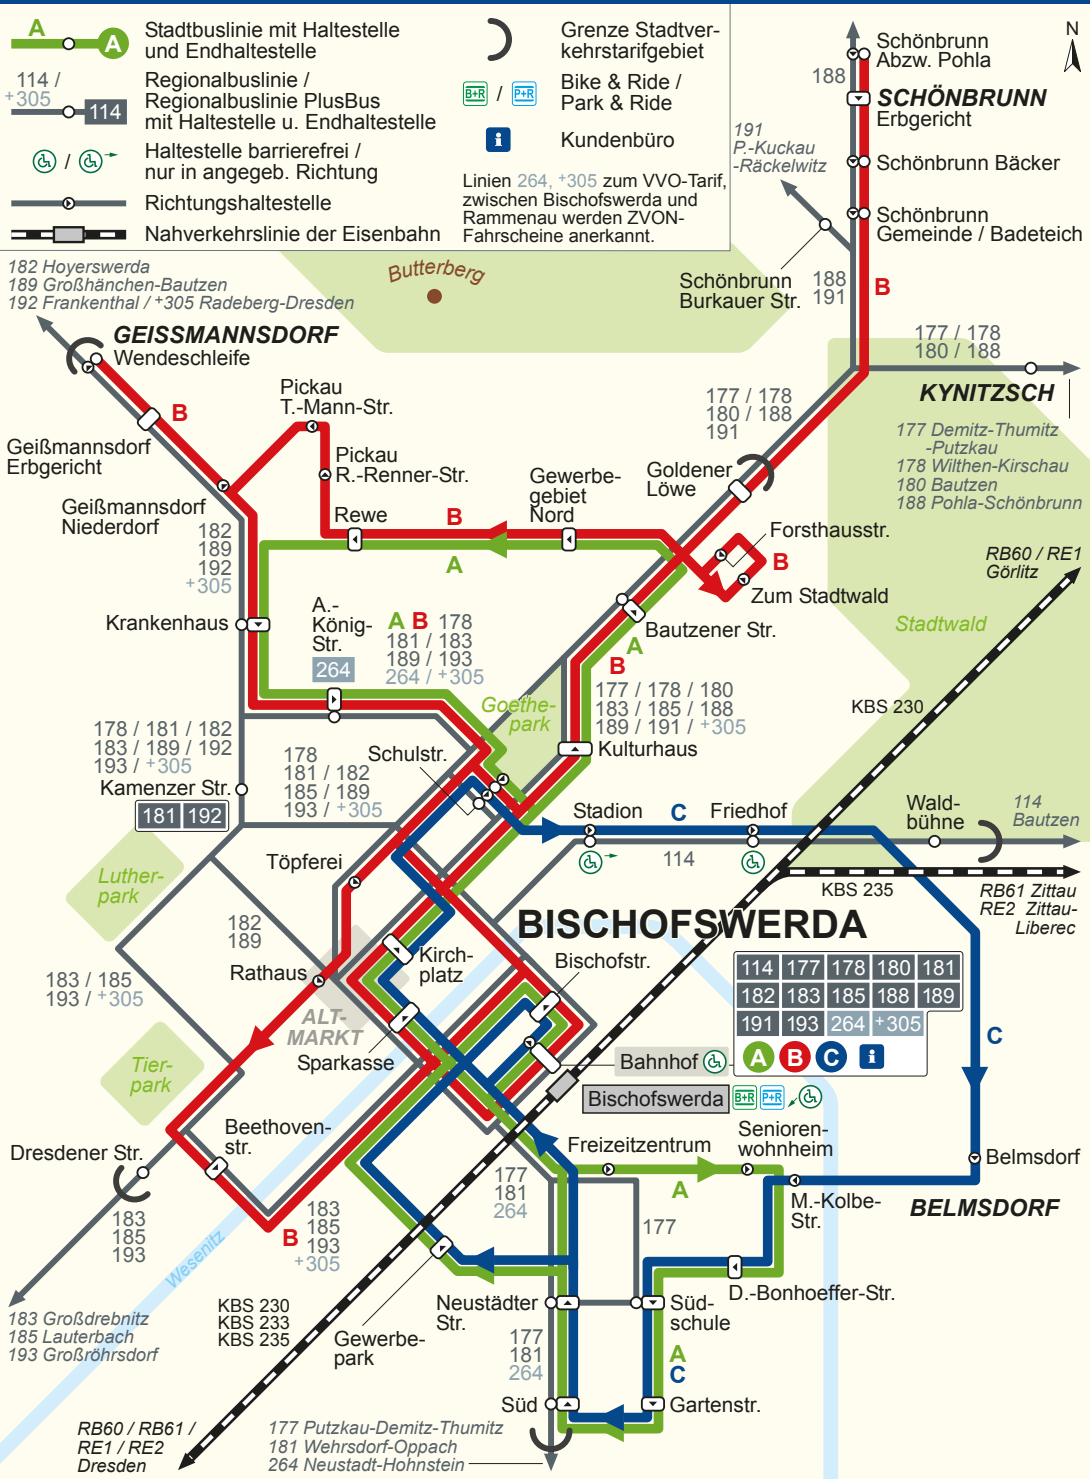 A
A
Stadtbuslinie mit Haltestelle
und Endhaltestelle
114 /
+305
114
Regionalbuslinie /
Regionalbuslinie PlusBus
mit Haltestelle u. Endhaltestelle
/
Haltestelle barrierefrei /
nur in angegeb. Richtung
Richtungshaltestelle
Nahverkehrslinie der Eisenbahn
Grenze Stadtver-
kehrstarifgebiet
B+R / P+R
Bike & Ride /
Park & Ride
i
Kundenbüro
Linien 264, +305 zum VVO-Tarif,
zwischen Bischofswerda und
Rammenau werden ZVON-
Fahrscheine anerkannt.
N
Schönbrunn
Abzw. Pohla
188
SCHÖNBRUNN
Erbgericht
191
P.-Kuckau
-Räckelwitz
Schönbrunn Bäcker
Schönbrunn
Gemeinde / Badeteich
Schönbrunn
Burkauer Str.
188
191
B
182 Hoyerswerda
189 Großhänchen-Bautzen
192 Frankenthal / +305 Radeberg-Dresden
Butterberg
GEISSMANNSDORF
Wendeschleife
B
Geißmannsdorf
Erbgericht
Geißmannsdorf
Niederdorf
Pickau
T.-Mann-Str.
Pickau
R.-Renner-Str.
Rewe
B
A
Gewerbe-
gebiet
Nord
177 / 178
180 / 188
191
Goldener
Löwe
177 / 178
180 / 188
KYNITZSCH
177 Demitz-Thumitz
-Putzkau
178 Wilthen-Kirschau
180 Bautzen
188 Pohla-Schönbrunn
Forsthausstr.
B
Zum Stadtwald
RB60 / RE1
Görlitz
Stadtwald
182
189
192
+305
Krankenhaus
A.-
König-
Str.
264
A B 178
181 / 183
189 / 193
264 / +305
Bautzener Str.
A
B
177 / 178 / 180
183 / 185 / 188
189 / 191 / +305
Goethe-
park
Kulturhaus
KBS 230
178 / 181 / 182
183 / 189 / 192
193 / +305
Kamenzer Str.
181 192
178
181 / 182
185 / 189
193 / +305
Schulstr.
Stadion
C
Friedhof
114
Wald-
bühne
114
Bautzen
Töpferei
Luther-
park
182
189
KBS 235
RB61 Zittau
RE2 Zittau-
Liberec
BISCHOFSWERDA
Kirch-
platz
Bischofstr.
Rathaus
183 / 185
193 / +305
ALT-
MARKT
Sparkasse
114 177 178 180 181
182 183 185 188 189
191 193 264 +305
A B C i
Bahnhof
Bischofswerda
B+R P+R
C
Tier-
park
Beethoven-
str.
Dresdener Str.
Freizeitzentrum
Senioren-
wohnheim
A
Belmsdorf
M.-Kolbe-
Str.
BELMSDORF
177
181
264
177
183
185
193
B
183
185
193
+305
Wesenitz
D.-Bonhoeffer-Str.
183 Großdrebnitz
185 Lauterbach
193 Großröhrsdorf
KBS 230
KBS 233
KBS 235
Gewerbe-
park
Neustädter
Str.
Süd-
schule
177
181
264
A
C
Süd
Gartenstr.
RB60 / RB61 /
RE1 / RE2
Dresden
177 Putzkau-Demitz-Thumitz
181 Wehrsdorf-Oppach
264 Neustadt-Hohnstein